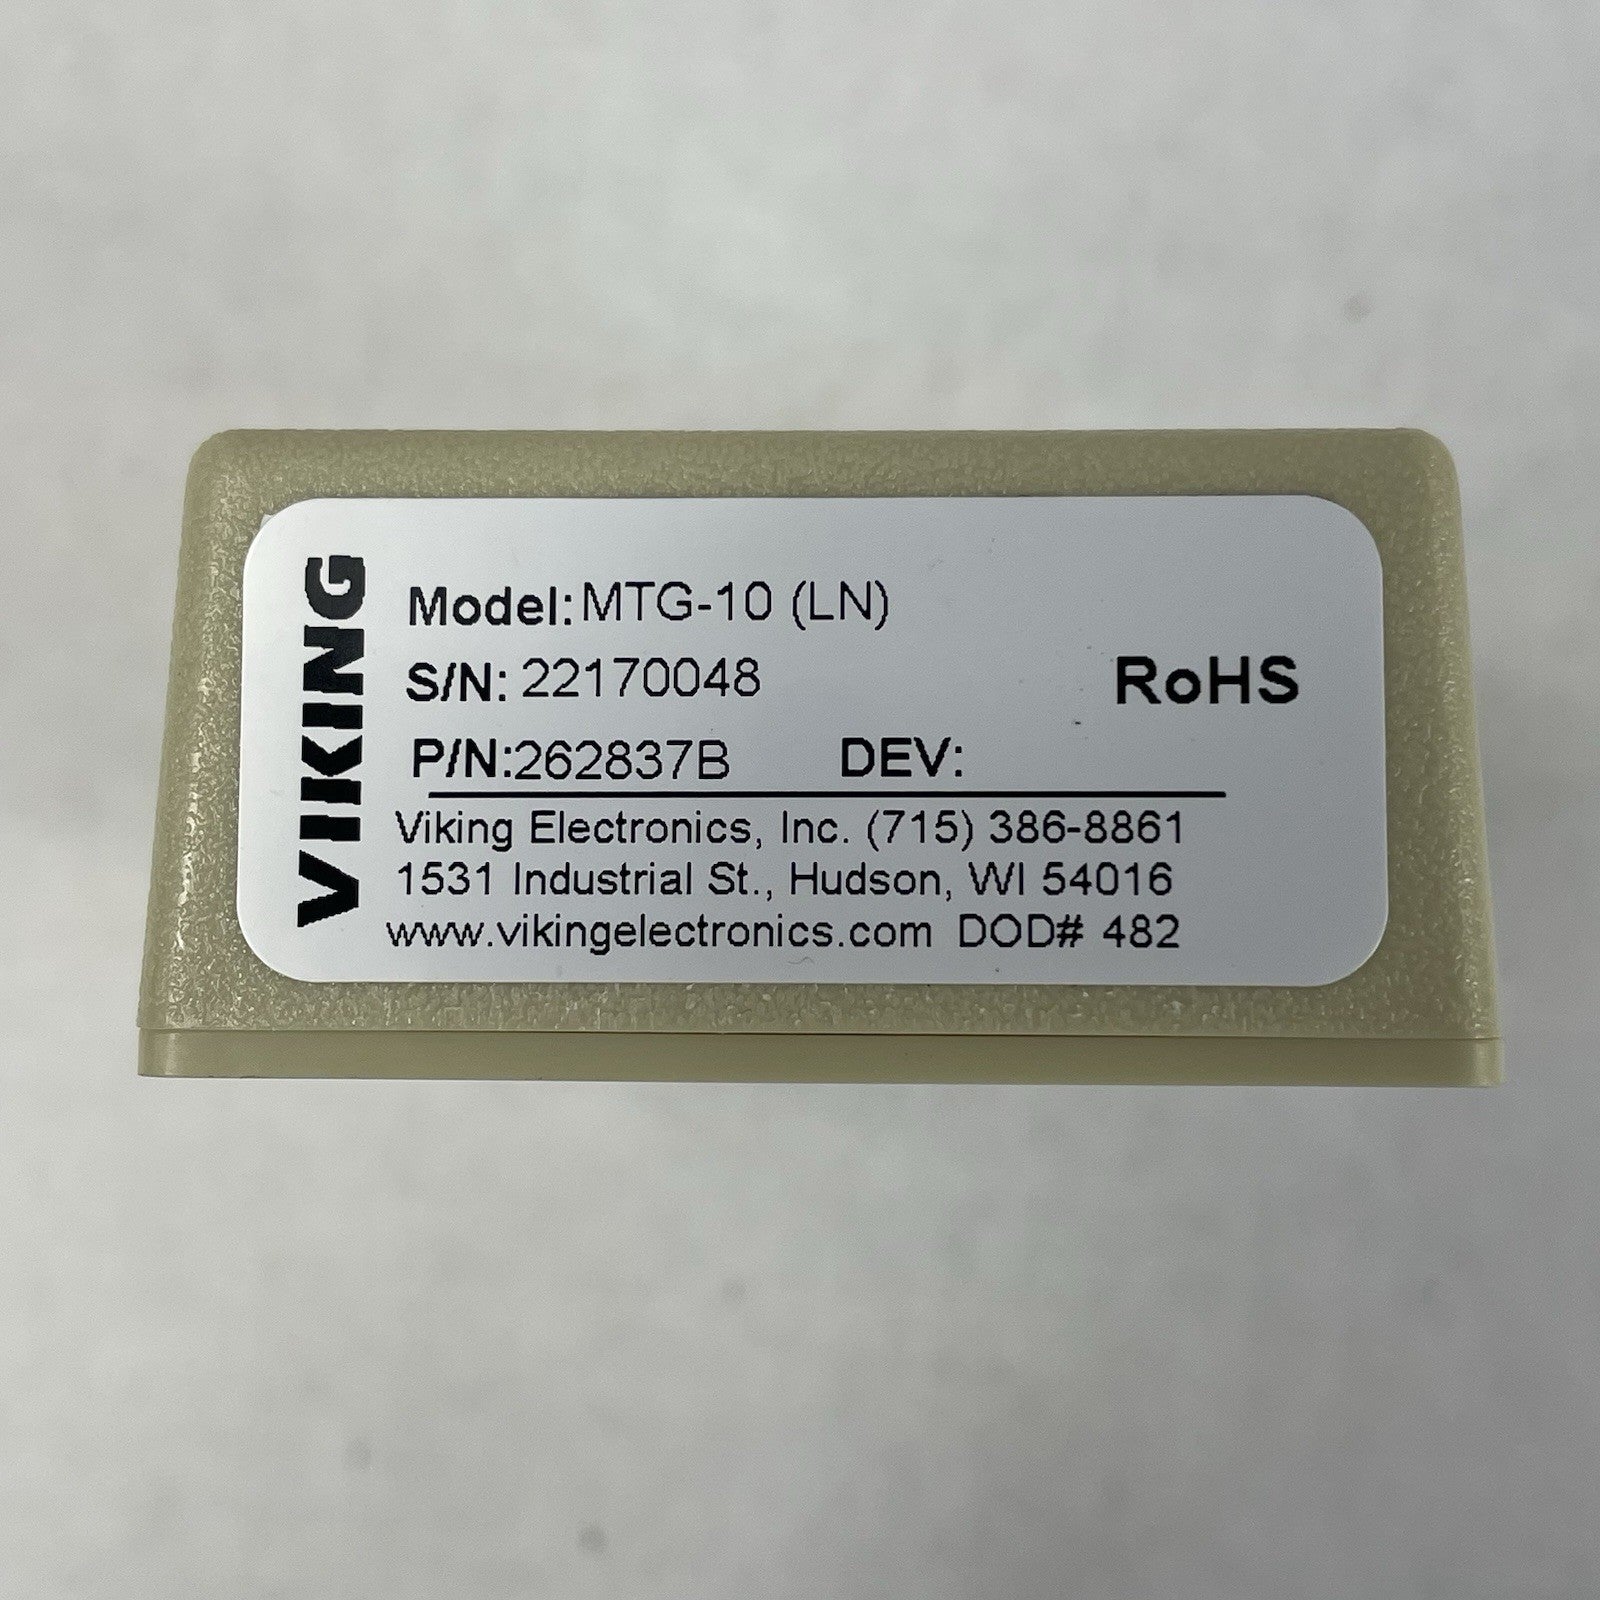 VIKING
Model: MTG-10 (LN)
S/N: 22170048
RoHS
P/N: 262837B DEV:
Viking Electronics, Inc. (715) 386-8861
1531 Industrial St., Hudson, WI 54016
www.vikingelectronics.com DOD# 482